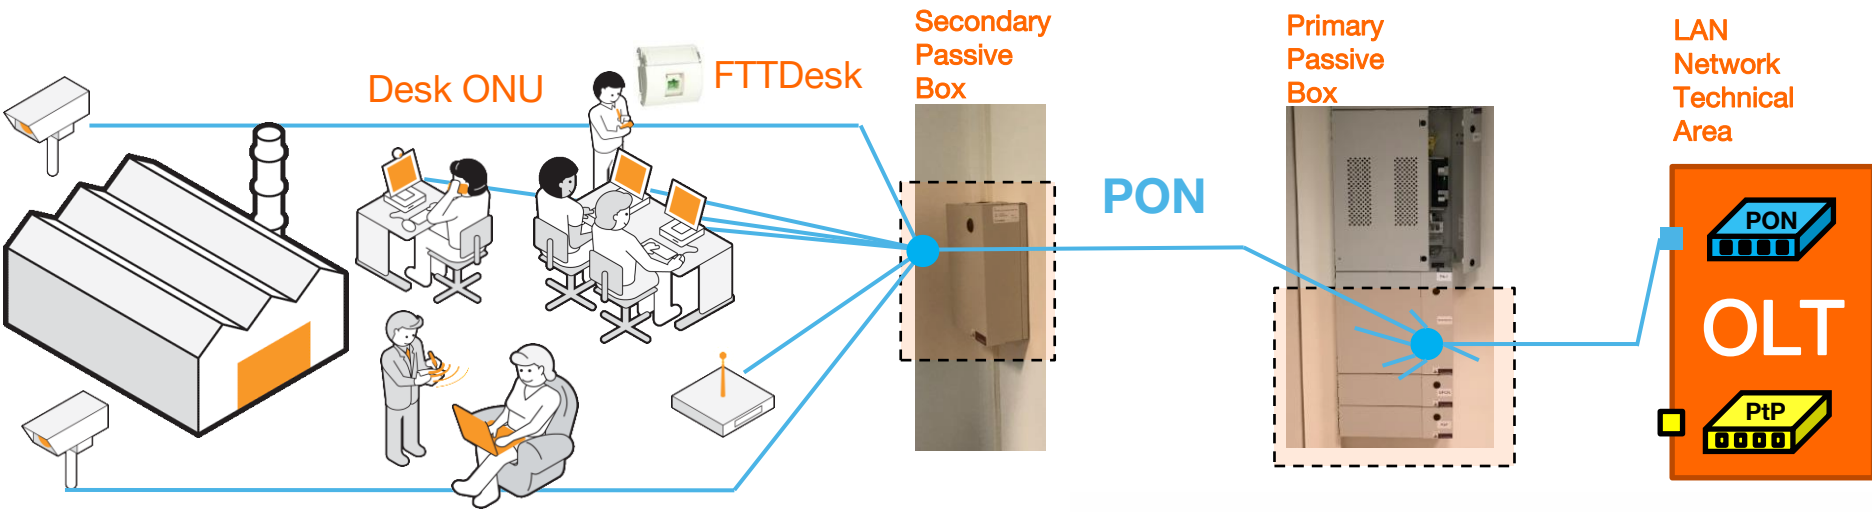 Desk ONU
FTTDesk
Secondary
Passive
Box
PON
Primary
Passive
Box
LAN
Network
Technical
Area
PON
OLT
PtP